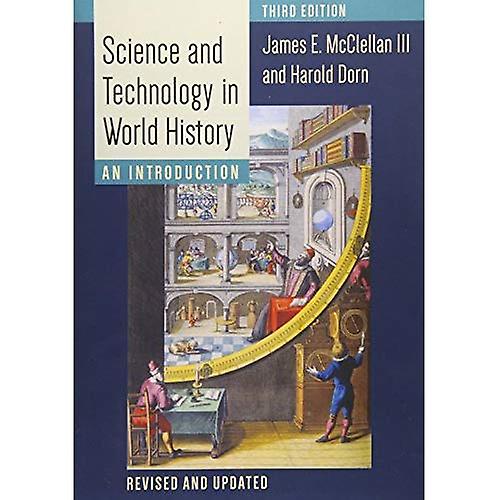 THIRD EDITION
Science and
Technology in
World History
AN INTRODUCTION
James E. McClellan III
and Harold Dorn
REVISED AND UPDATED